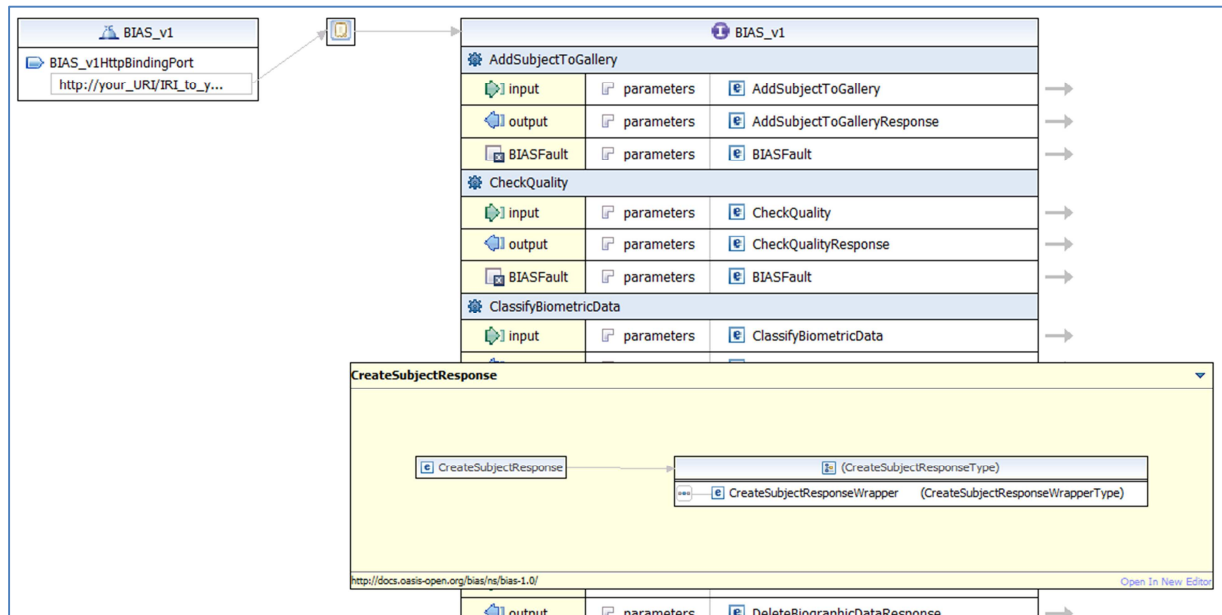 BIAS_v1
BIAS_v1HttpBindingPort
http://your_URI/IRI_to_y...
BIAS_v1
AddSubjectToGallery
input parameters AddSubjectToGallery
output parameters AddSubjectToGalleryResponse
BIASFault parameters BIASFault
CheckQuality
input parameters CheckQuality
output parameters CheckQualityResponse
BIASFault parameters BIASFault
ClassifyBiometricData
input parameters ClassifyBiometricData
CreateSubjectResponse
CreateSubjectResponse
(CreateSubjectResponseType)
CreateSubjectResponseWrapper (CreateSubjectResponseWrapperType)
http://docs.oasis-open.org/bias/ns/bias-1.0/
Open In New Editor
output parameters DeleteBiographicDataResponse